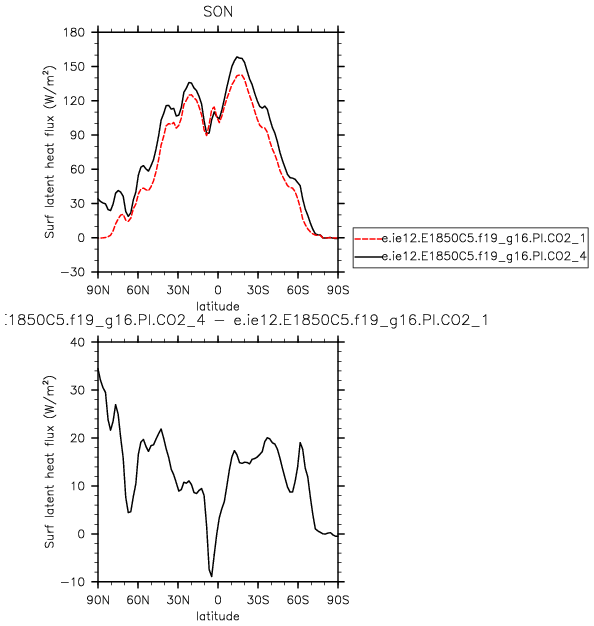 SON
180
150
120
90
60
30
0
-30
Surf latent heat flux (W/m²)
90N 60N 30N 0 30S 60S 90S
latitude
e.ie12.E1850C5.f19_g16.PI.CO2_1
e.ie12.E1850C5.f19_g16.PI.CO2_4
:1850C5.f19_g16.PI.CO2_4 - e.ie12.E1850C5.f19_g16.PI.CO2_1
40
30
20
10
0
-10
Surf latent heat flux (W/m²)
90N 60N 30N 0 30S 60S 90S
latitude